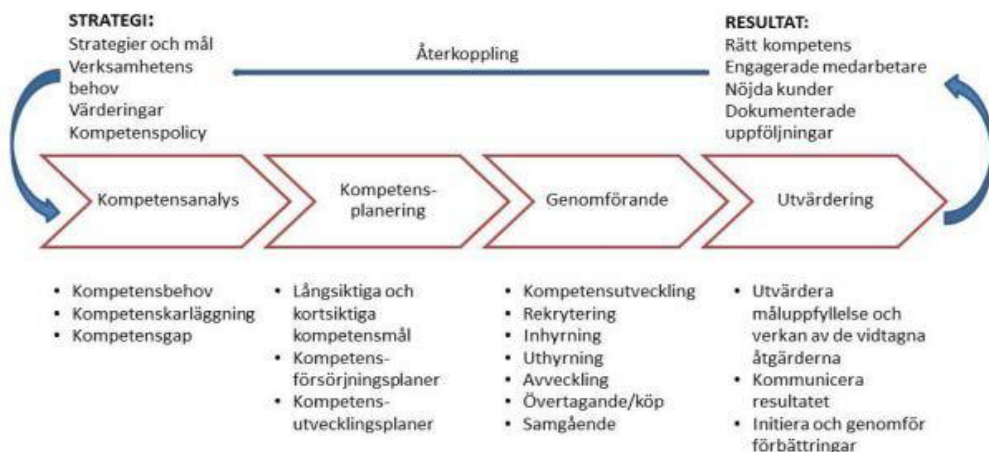 STRATEGI:
Strategier och mål
Verksamhetens
behov
Värderingar
Kompetenspolicy
Återkoppling
RESULTAT:
Rätt kompetens
Engagerade medarbetare
Nöjda kunder
Dokumenterade
uppföljningar
Kompetensanalys
Kompetens-
planering
Genomförande
Utvärdering
• Kompetensbehov
• Kompetenskarläggning
• Kompetensgap
• Långsiktiga och
kortsiktiga
kompetensmål
• Kompetens-
försörjningsplaner
• Kompetens-
utvecklingsplaner
• Kompetensutveckling
• Rekrytering
• Inhyrning
• Uthyrning
• Avveckling
• Övertagande/köp
• Samgående
• Utvärdera
måluppfyllelse och
verkan av de vidtagna
åtgärderna
• Kommunicera
resultatet
• Initiera och genomför
förbättringar